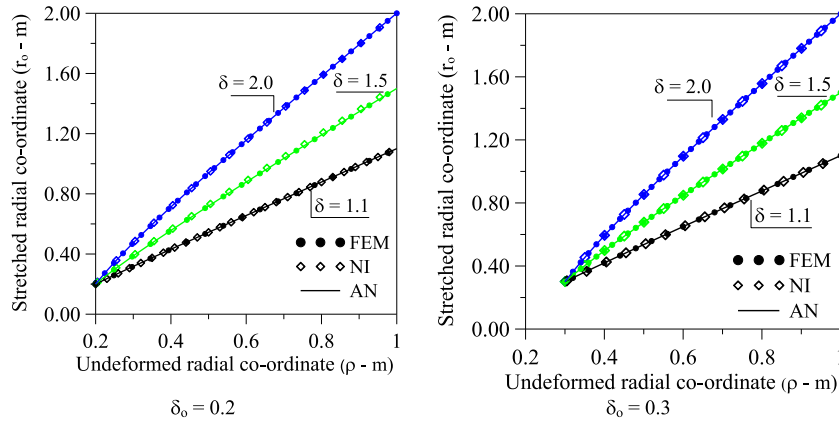 Stretched radial co-ordinate (rₒ - m)
2.00
1.60
1.20
0.80
0.40
0.00
δ = 2.0
δ = 1.5
δ = 1.1
FEM
NI
AN
0.2 0.4 0.6 0.8 1
Undeformed radial co-ordinate (ρ - m)
δₒ = 0.2
Stretched radial co-ordinate (rₒ - m)
2.00
1.60
1.20
0.80
0.40
0.00
δ = 2.0
δ = 1.5
δ = 1.1
FEM
NI
AN
0.2 0.4 0.6 0.8
Undeformed radial co-ordinate (ρ - m)
δₒ = 0.3